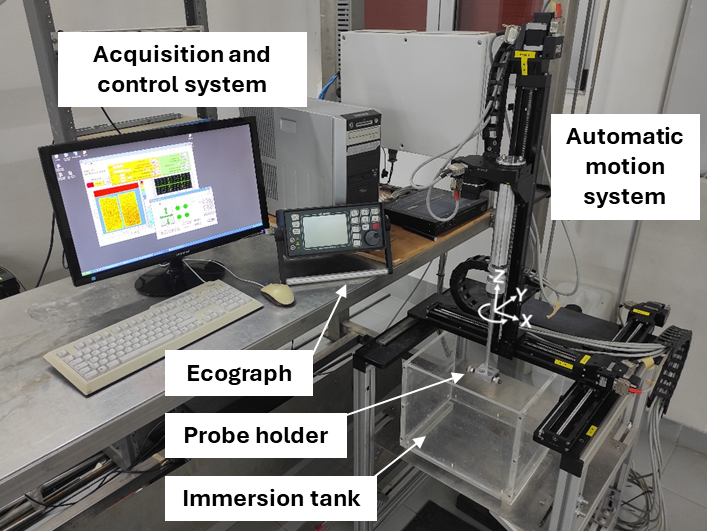 Acquisition and
control system
Automatic
motion
system
Z
Y
X
Ecograph
Probe holder
Immersion tank